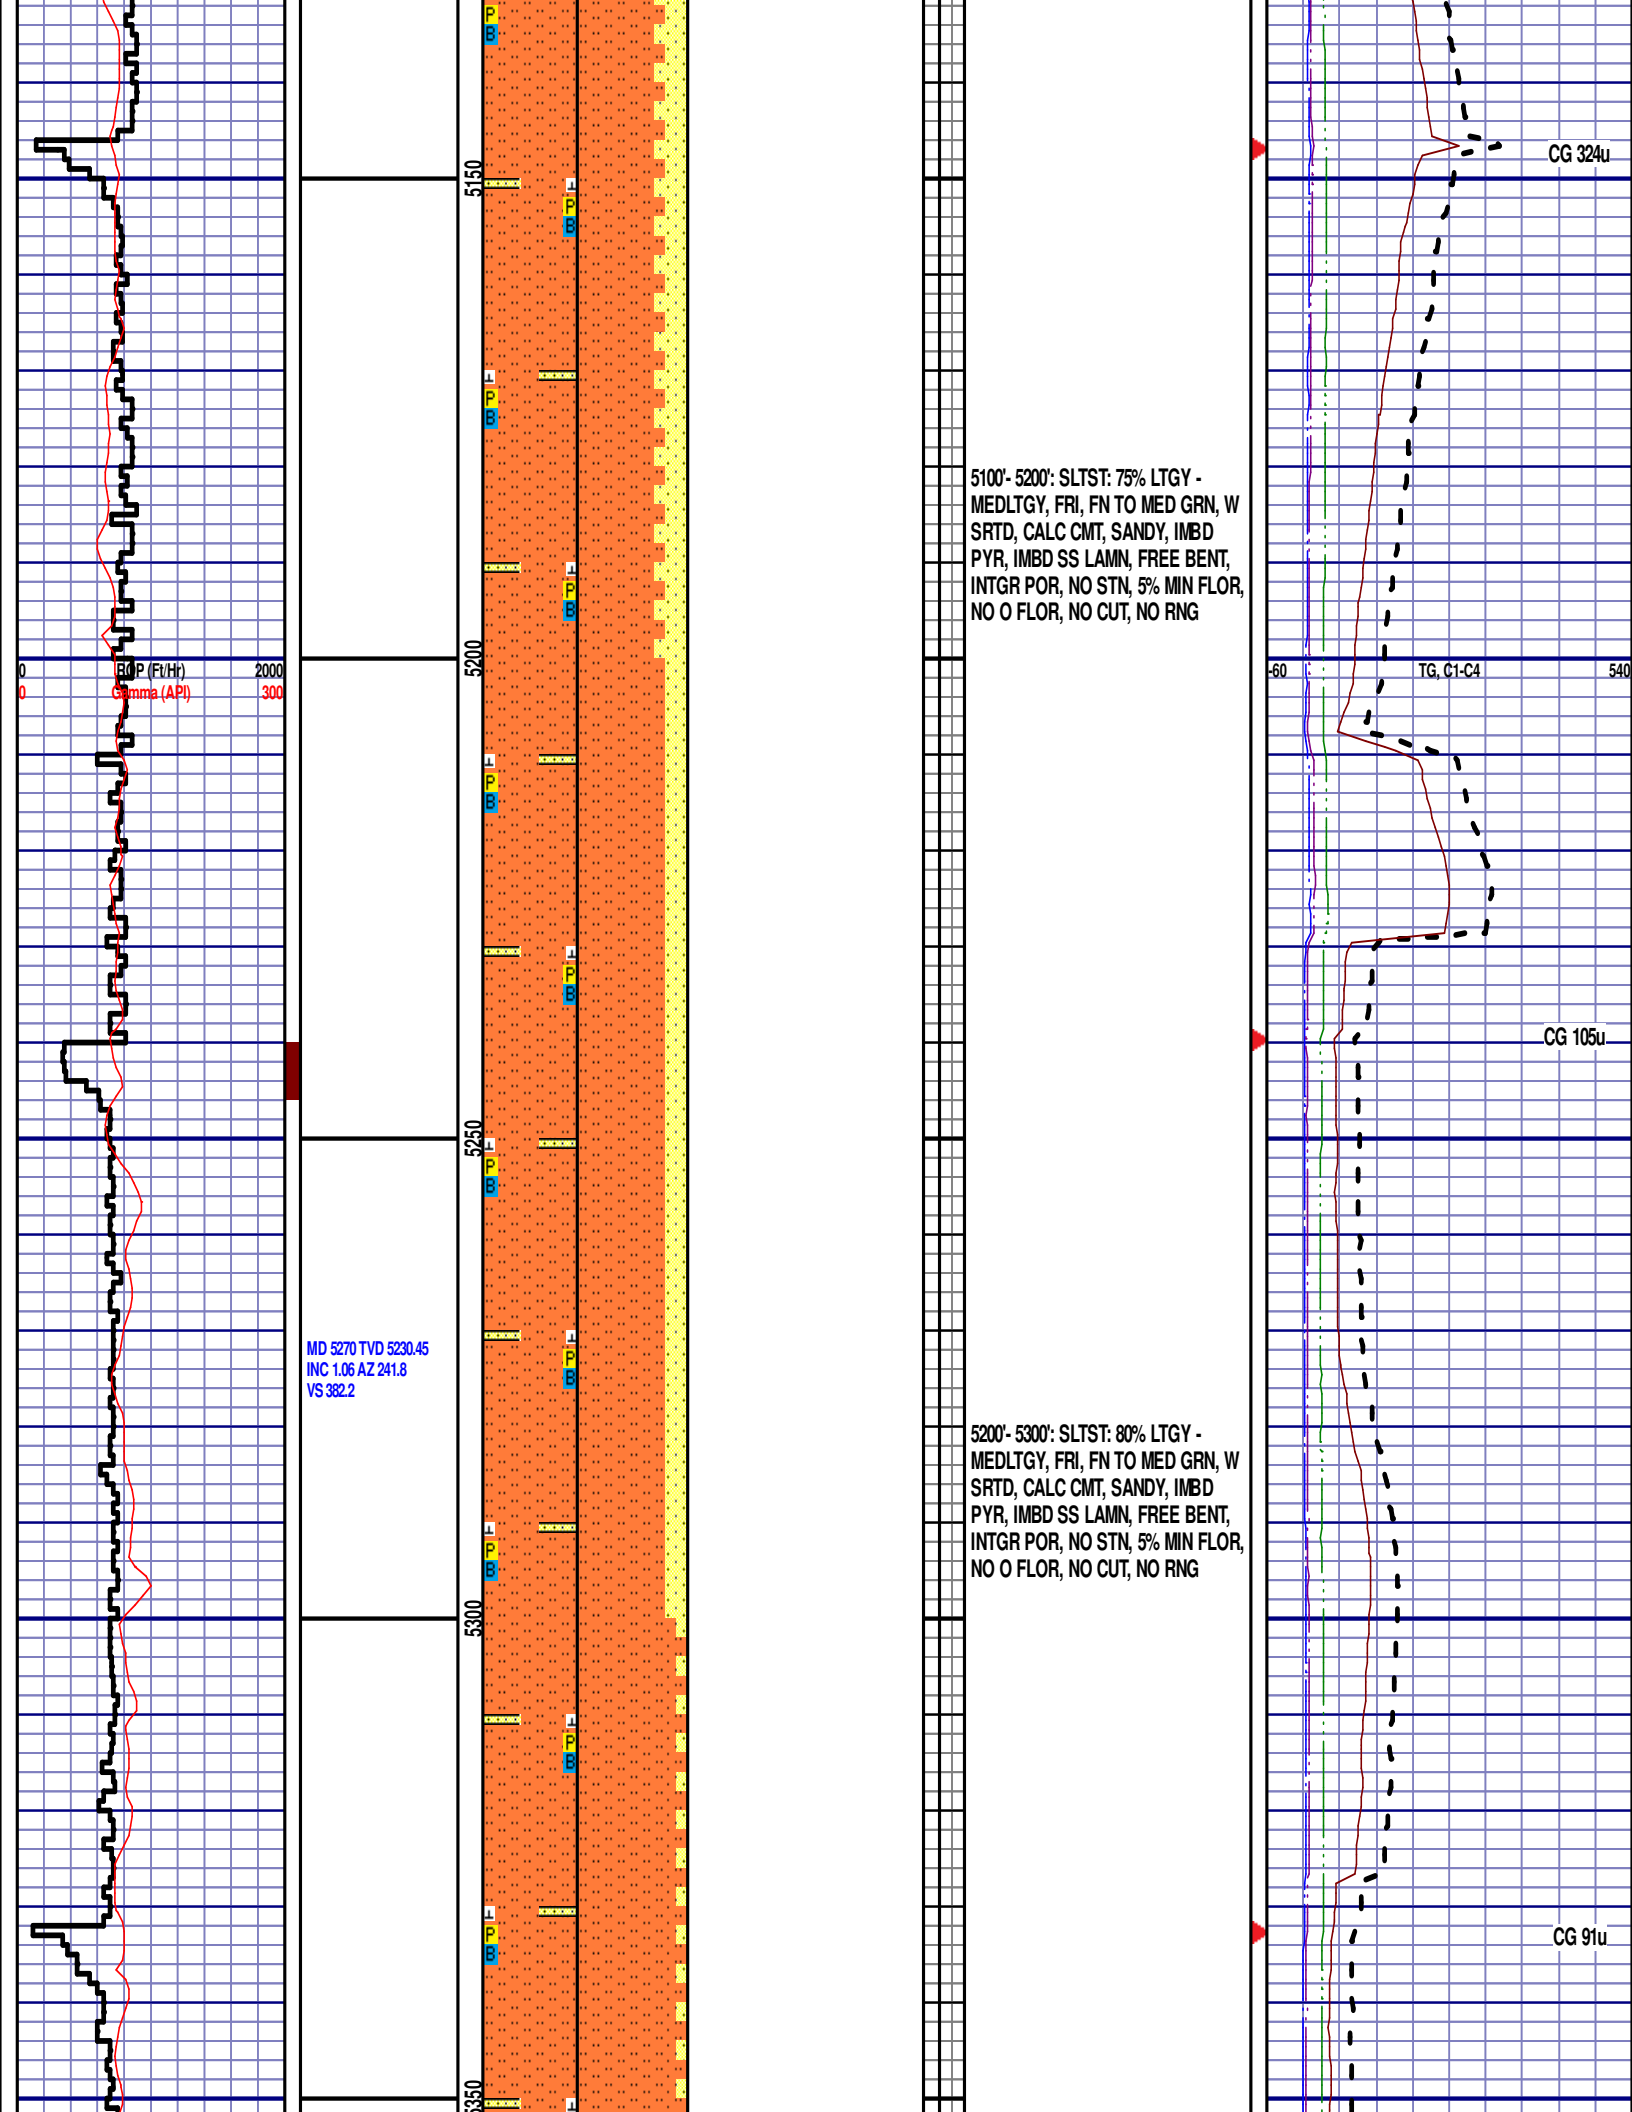 P
B
CG 324u
5150
P
B
P
B
5100'- 5200': SLTST: 75% LTGY -
MEDLTGY, FRI, FN TO MED GRN, W
SRTD, CALC CMT, SANDY, IMBD
PYR, IMBD SS LAMN, FREE BENT,
INTGR POR, NO STN, 5% MIN FLOR,
NO O FLOR, NO CUT, NO RNG
P
B
5200
0 ROP (Ft/Hr) 2000
0 Gamma (API) 300
-60 TG, C1-C4 540
P
B
P
B
CG 105u
5250
P
B
MD 5270 TVD 5230.45
INC 1.06 AZ 241.8
VS 382.2
P
B
5200'- 5300': SLTST: 80% LTGY -
MEDLTGY, FRI, FN TO MED GRN, W
SRTD, CALC CMT, SANDY, IMBD
PYR, IMBD SS LAMN, FREE BENT,
INTGR POR, NO STN, 5% MIN FLOR,
NO O FLOR, NO CUT, NO RNG
P
B
5300
P
B
P
B
CG 91u
5350